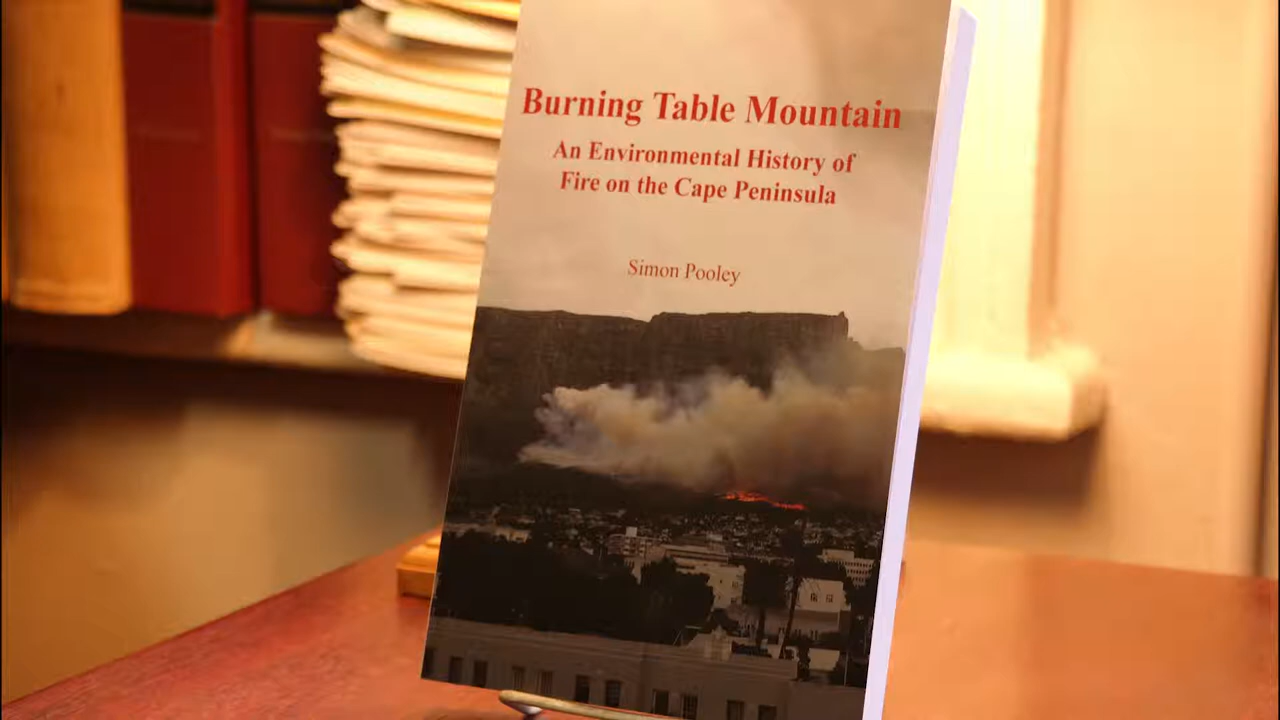 Burning Table Mountain
An Environmental History of
Fire on the Cape Peninsula
Simon Pooley